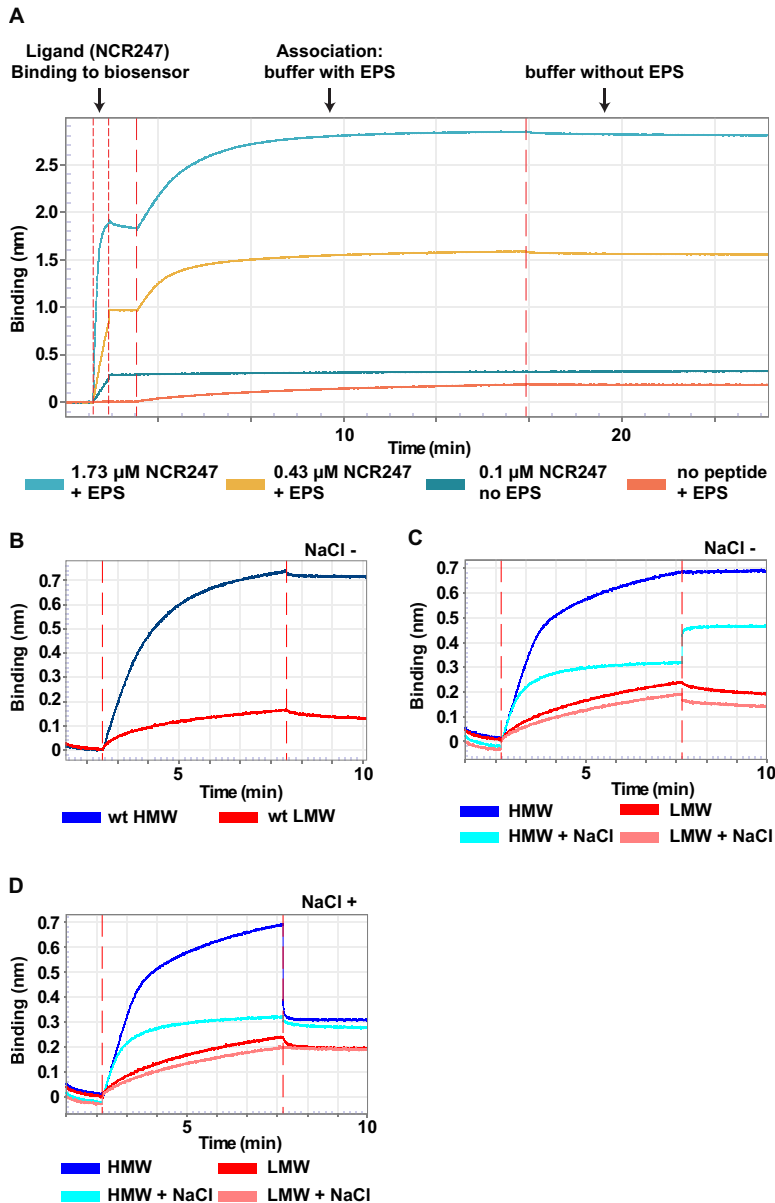 A
Ligand (NCR247)
Binding to biosensor
Association:
buffer with EPS
buffer without EPS
Binding (nm)
2.5
2.0
1.5
1.0
0.5
0
10
20
Time (min)
1.73 µM NCR247
+ EPS
0.43 µM NCR247
+ EPS
0.1 µM NCR247
no EPS
no peptide
+ EPS
B
NaCl -
Binding (nm)
0.7
0.6
0.5
0.4
0.3
0.2
0.1
0
5
10
Time (min)
wt HMW
wt LMW
C
NaCl -
Binding (nm)
0.7
0.6
0.5
0.4
0.3
0.2
0.1
0
5
10
Time (min)
HMW
LMW
HMW + NaCl
LMW + NaCl
D
NaCl +
Binding (nm)
0.7
0.6
0.5
0.4
0.3
0.2
0.1
0
5
10
Time (min)
HMW
LMW
HMW + NaCl
LMW + NaCl